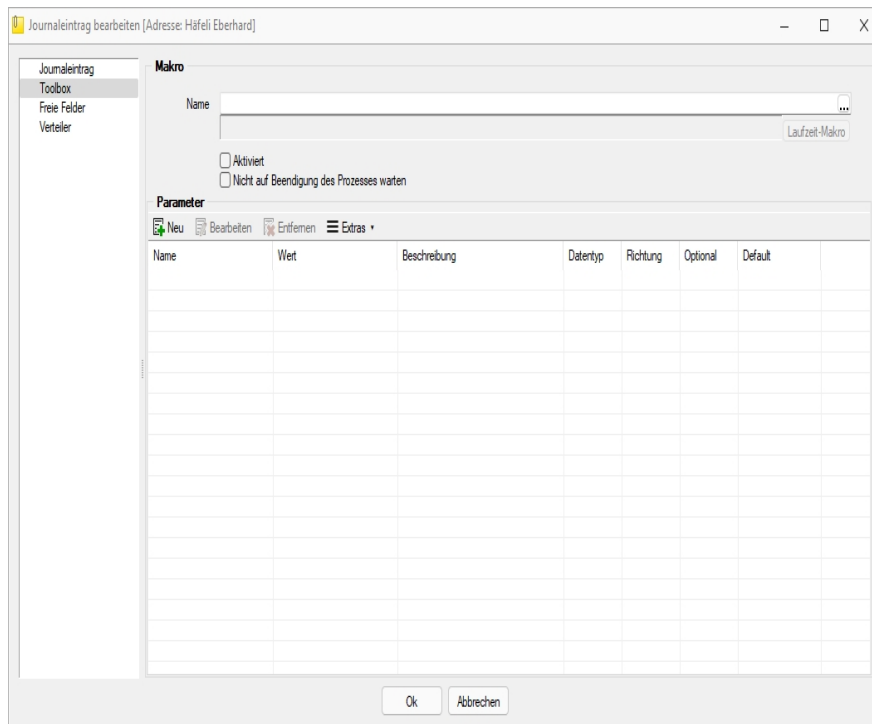 Journaleintrag bearbeiten [Adresse: Häfeli Eberhard]
Journaleintrag
Toolbox
Freie Felder
Verteiler
Makro
Name
...
Laufzeit-Makro
Aktiviert
Nicht auf Beendigung des Prozesses warten
Parameter
Neu Bearbeiten Entfernen Extras
Name Wert Beschreibung Datentyp Richtung Optional Default
Ok Abbrechen